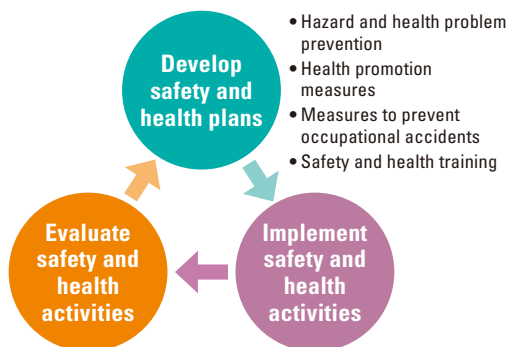 Develop
safety and
health plans
• Hazard and health problem
prevention
• Health promotion
measures
• Measures to prevent
occupational accidents
• Safety and health training
Implement
safety and
health
activities
Evaluate
safety and
health
activities